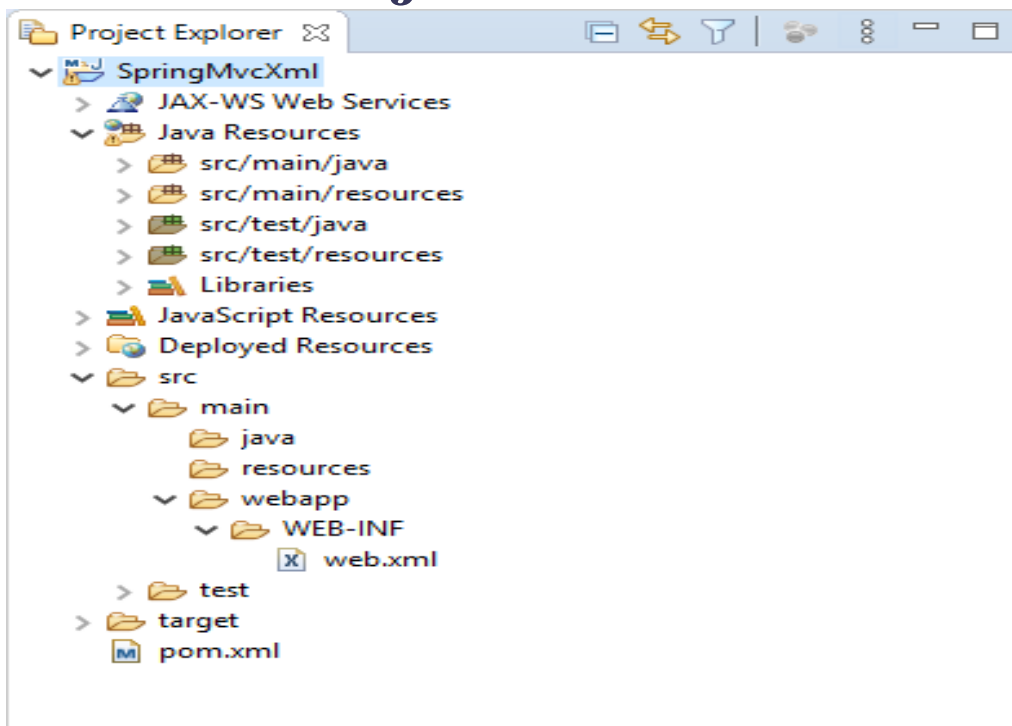 Project Explorer
SpringMvcXml
JAX-WS Web Services
Java Resources
src/main/java
src/main/resources
src/test/java
src/test/resources
Libraries
JavaScript Resources
Deployed Resources
src
main
java
resources
webapp
WEB-INF
web.xml
test
target
pom.xml